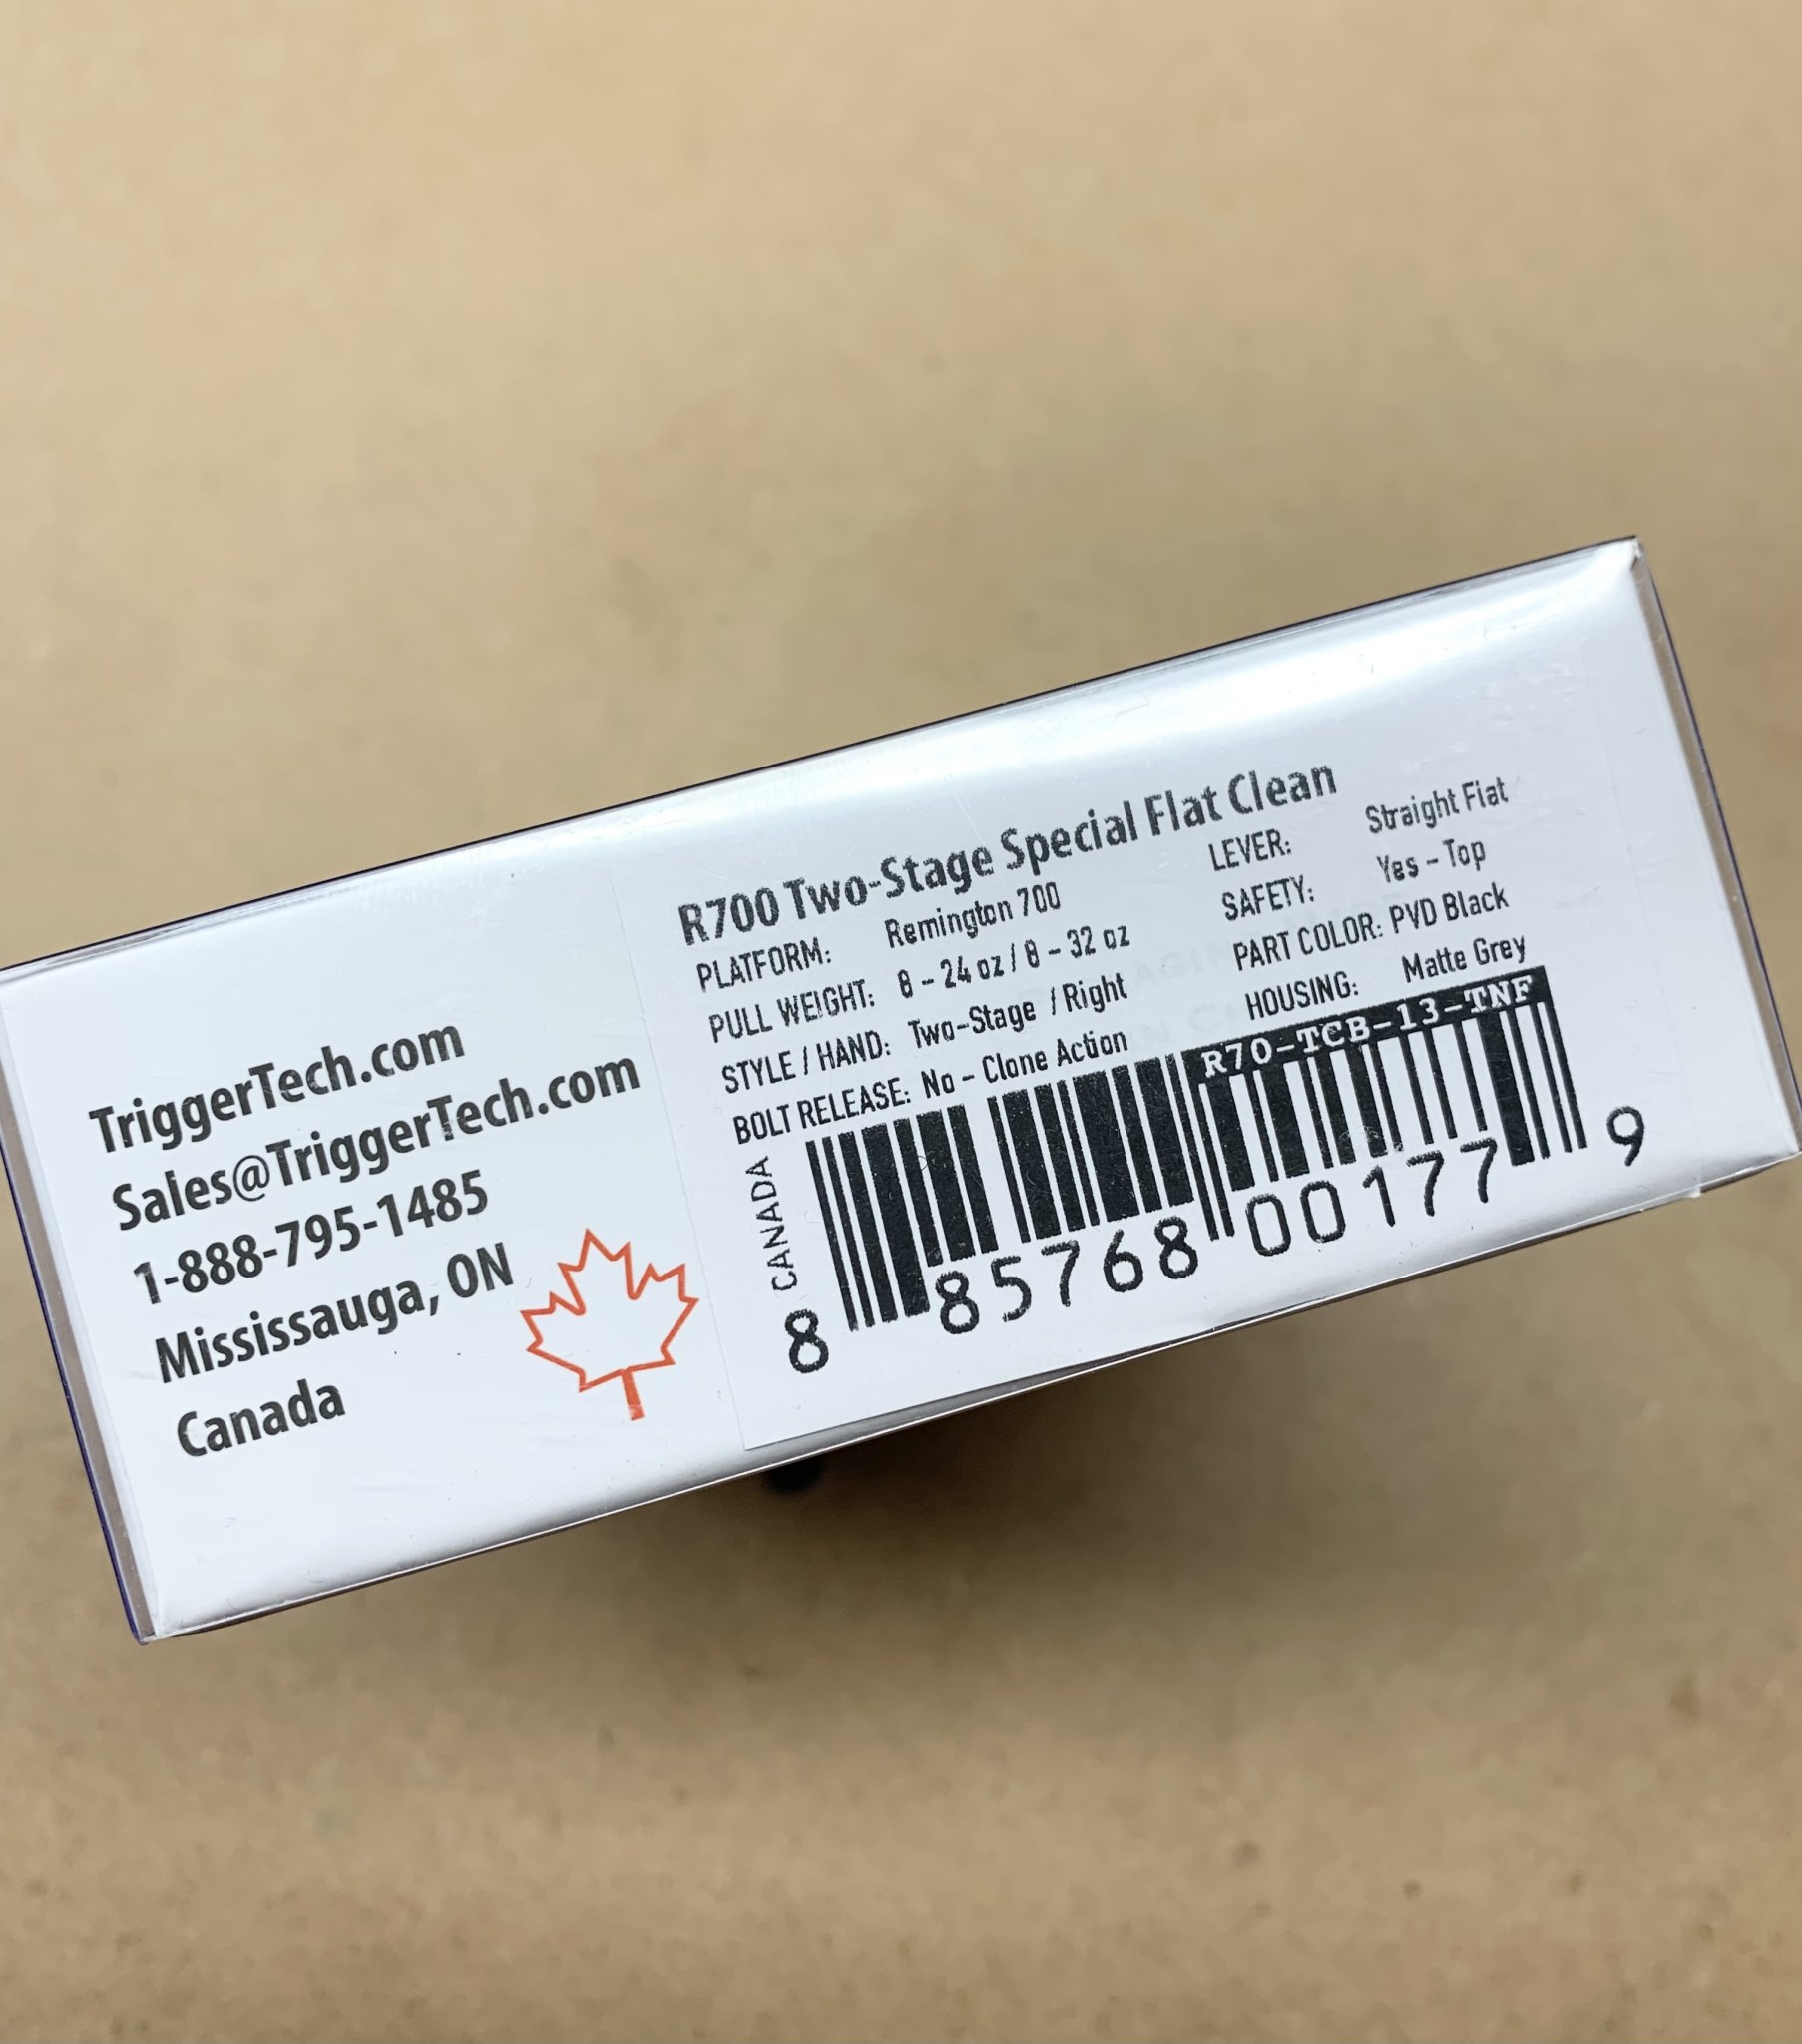 TriggerTech.com
Sales@TriggerTech.com
1-888-795-1485
Mississauga, ON
Canada
R700 Two-Stage Special Flat Clean
PLATFORM: Remington 700
PULL WEIGHT: 8 - 24 oz / 8 - 32 oz
STYLE / HAND: Two-Stage / Right
BOLT RELEASE: No - Clone Action
LEVER: Straight Flat
SAFETY: Yes - Top
PART COLOR: PVD Black
HOUSING: Matte Grey
R70-TCB-13-TNF
CANADA
8 85768 00177 9